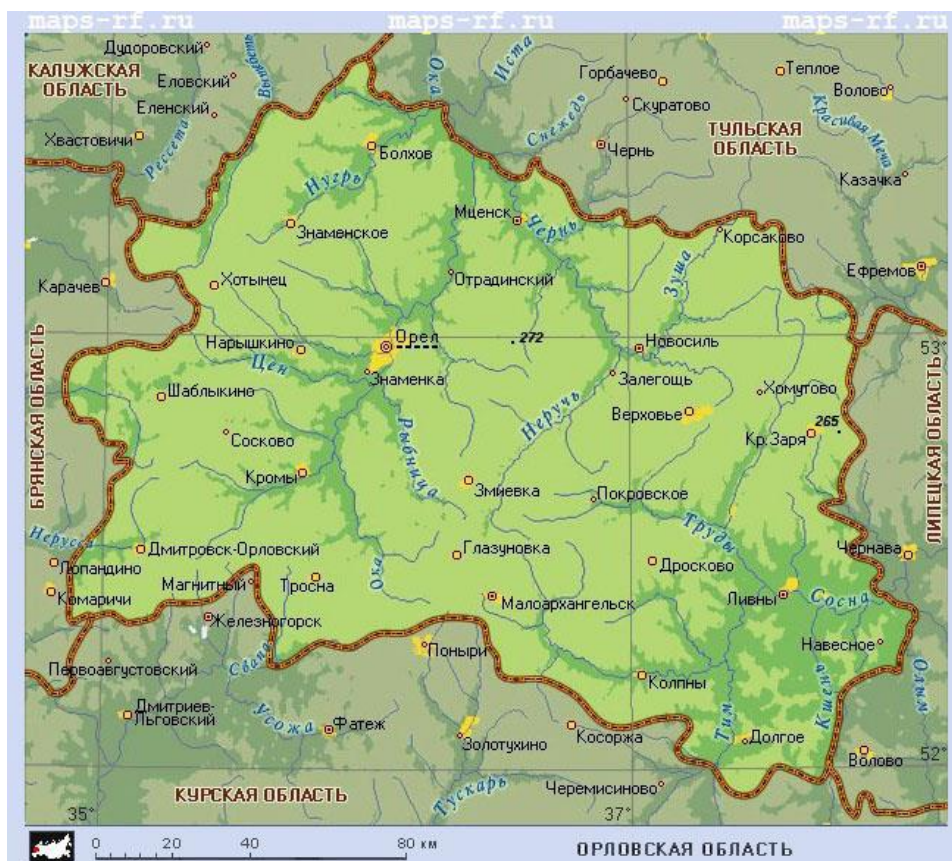 maps-rf.ru maps-rf.ru maps-rf.ru
Дудоровский
КАЛУЖСКАЯ
ОБЛАСТЬ
Еловский
Вытебеть
Ока
Иста
Горбачево
Теплое
Еленский
Волово
Скуратово
Хвастовичи
Рессета
Болхов
Снежедь
Чернь
ТУЛЬСКАЯ
ОБЛАСТЬ
Красивая Меча
Казачка
Нугрь
Мценск
Чернь
Знаменское
Корсаково
Карачев
Хотынец
Отрадинский
Зуша
Ефремов
Орел
272
Нарышкино
Новосиль
53°
Цен
Знаменка
Залегощь
БРЯНСКАЯ ОБЛАСТЬ
Шаблыкино
Хомутово
Неручь
Верховье
265
Сосково
Рыбница
Кр.Заря
Кромы
Змиевка
Покровское
ЛИПЕЦКАЯ ОБЛАСТЬ
Нерусса
Труды
Дмитровск-Орловский
Глазуновка
Чернава
Лопандино
Магнитный
Тросна
Ока
Дросково
Комаричи
Малоархангельск
Ливны
Сосна
Железногорск
Навесное
Поныри
Первоавгустовский
Свапа
Колпны
Олым
Кшень
Дмитриев-
Льговский
Усожа
Фатеж
Косоржа
Тим
Золотухино
Долгое
Волово
52°
Тускарь
Черемисиново
КУРСКАЯ ОБЛАСТЬ
35°
37°
0 20 40 80 км
ОРЛОВСКАЯ ОБЛАСТЬ